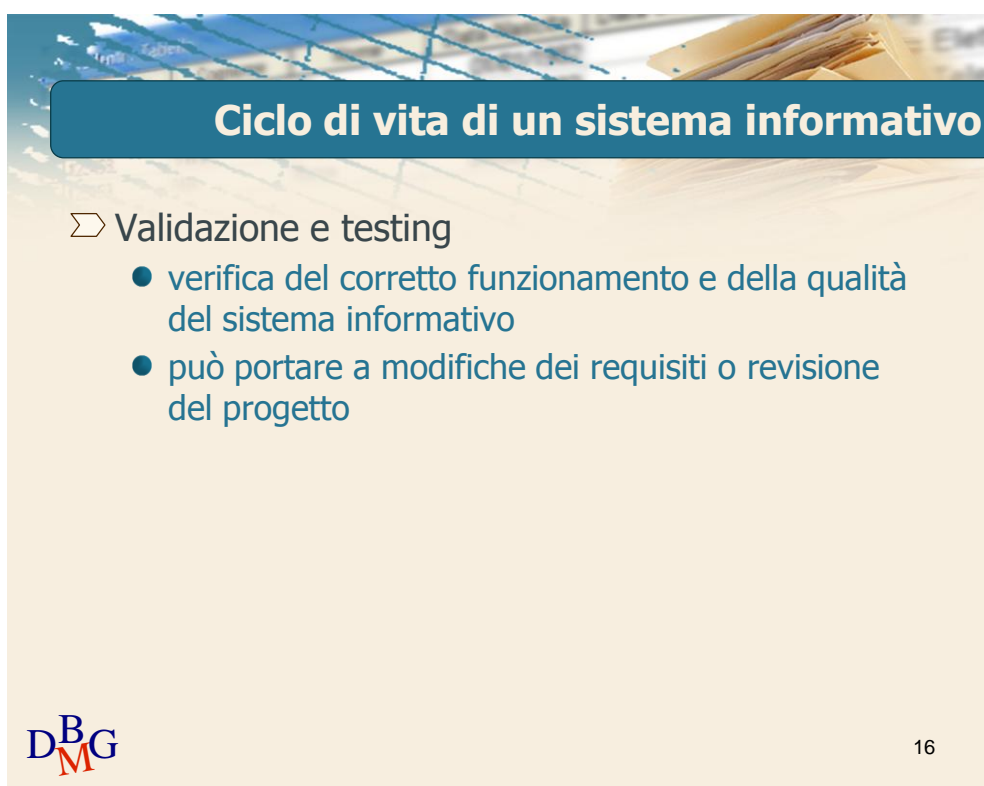 Ciclo di vita di un sistema informativo
Validazione e testing
verifica del corretto funzionamento e della qualità
del sistema informativo
può portare a modifiche dei requisiti o revisione
del progetto
DBMG
16